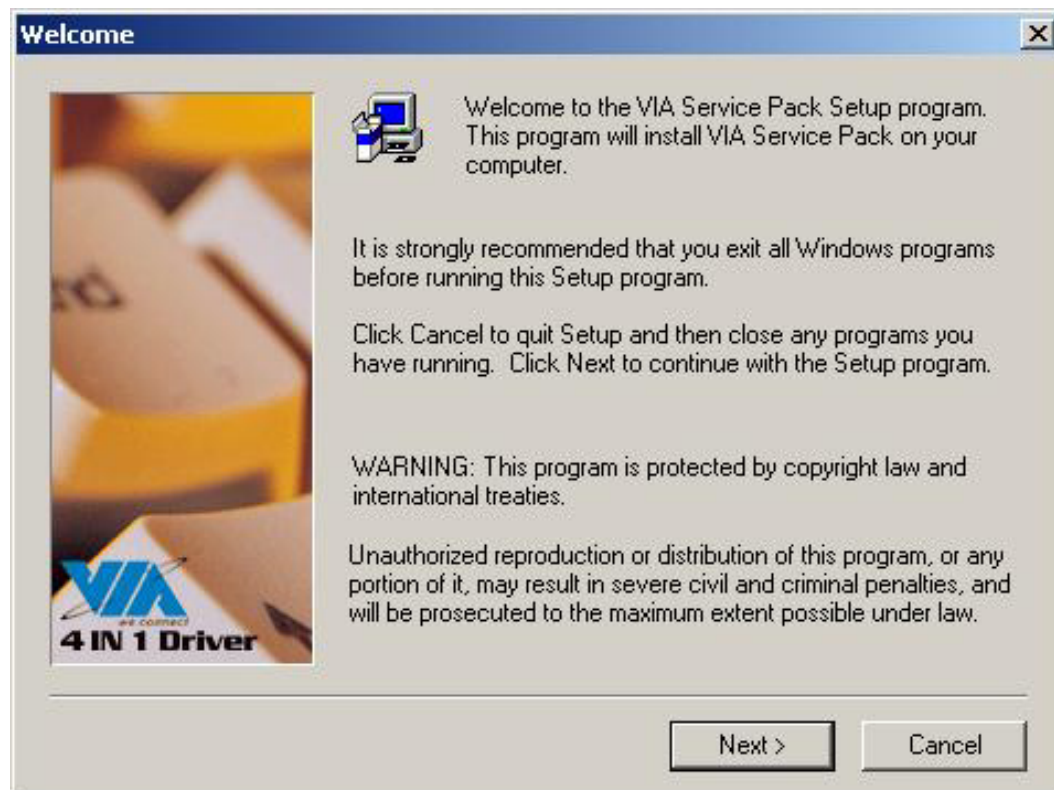 Welcome
Welcome to the VIA Service Pack Setup program.
This program will install VIA Service Pack on your
computer.
It is strongly recommended that you exit all Windows programs
before running this Setup program.
Click Cancel to quit Setup and then close any programs you
have running.  Click Next to continue with the Setup program.
WARNING: This program is protected by copyright law and
international treaties.
Unauthorized reproduction or distribution of this program, or any
portion of it, may result in severe civil and criminal penalties, and
will be prosecuted to the maximum extent possible under law.
VIA
we connect
4 IN 1 Driver
Next >
Cancel